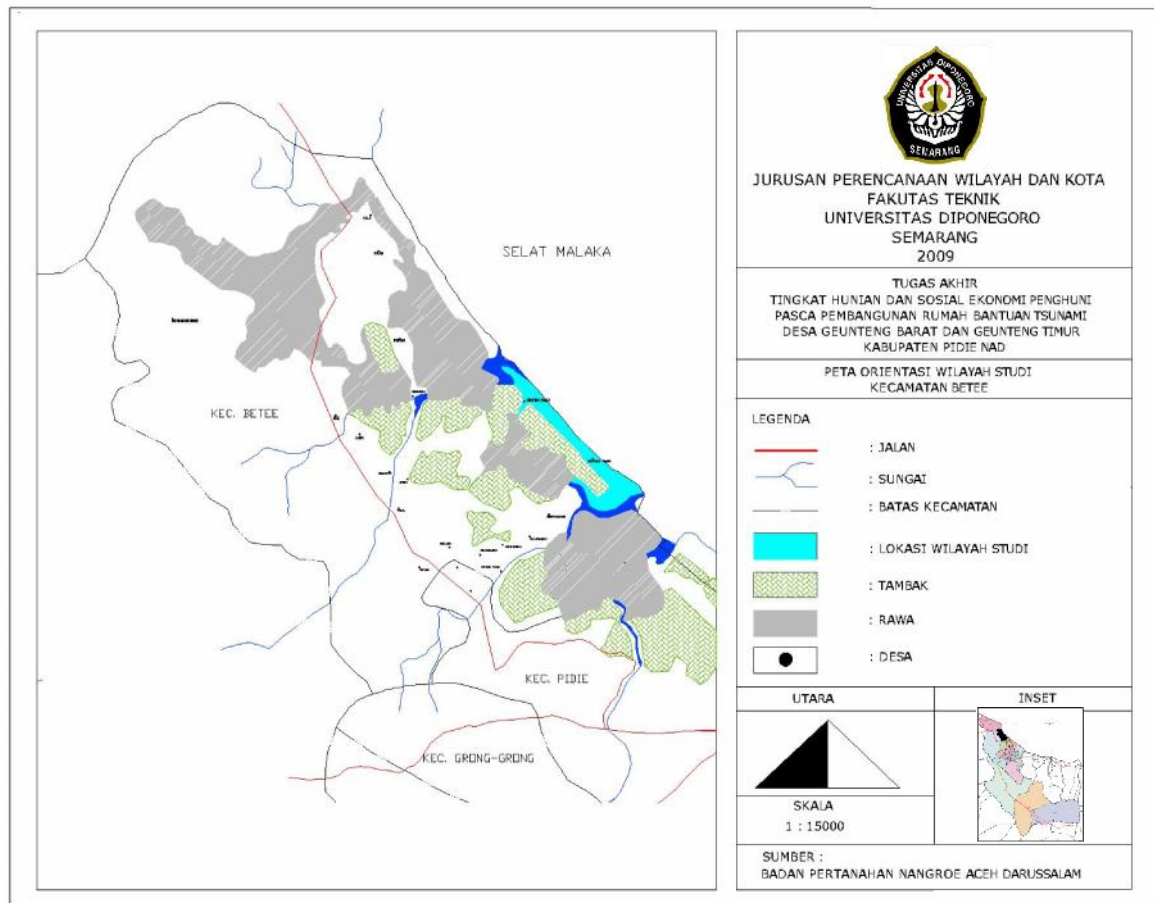 SELAT MALAKA
KEC. BETEE
KEC. PIDIE
KEC. GRONG-GRONG
UNIVERSITAS DIPONEGORO
SEMARANG
JURUSAN PERENCANAAN WILAYAH DAN KOTA
FAKUTAS TEKNIK
UNIVERSITAS DIPONEGORO
SEMARANG
2009
TUGAS AKHIR
TINGKAT HUNIAN DAN SOSIAL EKONOMI PENGHUNI
PASCA PEMBANGUNAN RUMAH BANTUAN TSUNAMI
DESA GEUNTENG BARAT DAN GEUNTENG TIMUR
KABUPATEN PIDIE NAD
PETA ORIENTASI WILAYAH STUDI
KECAMATAN BETEE
LEGENDA
: JALAN
: SUNGAI
: BATAS KECAMATAN
: LOKASI WILAYAH STUDI
: TAMBAK
: RAWA
: DESA
UTARA
INSET
SKALA
1 : 15000
SUMBER :
BADAN PERTANAHAN NANGROE ACEH DARUSSALAM